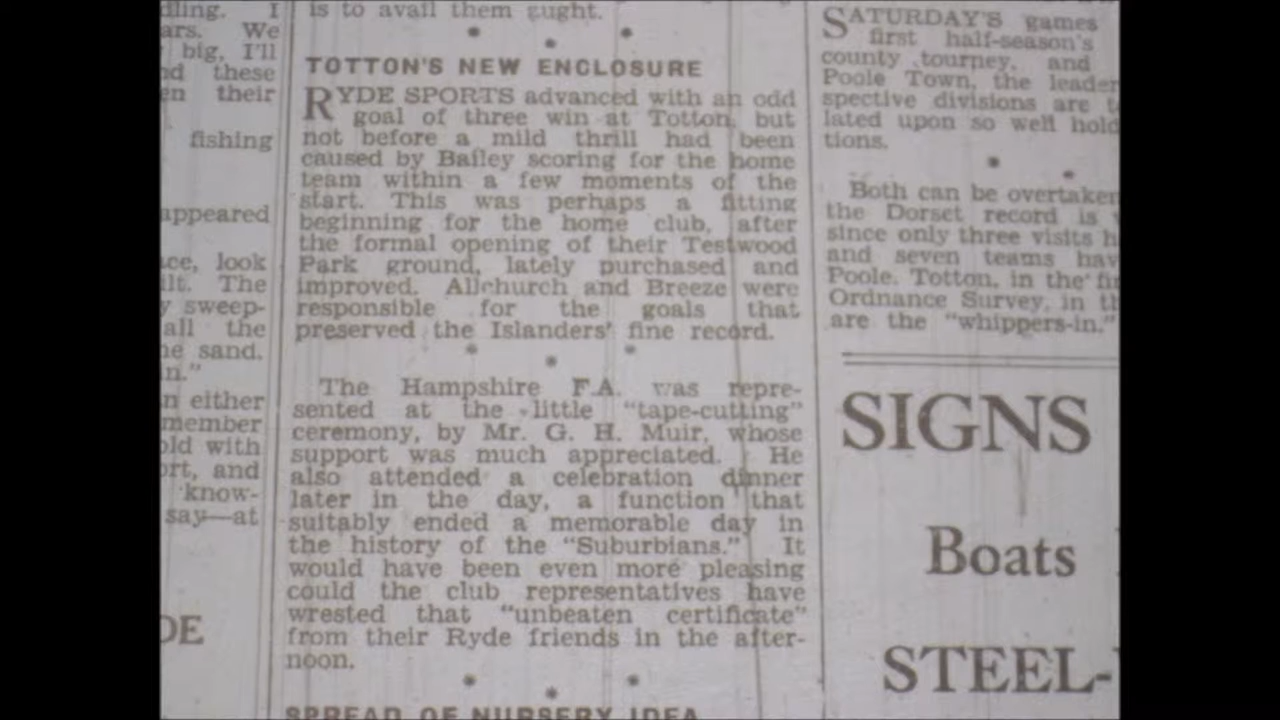 dling. I
ars. We
big, I'll
nd these
en their
fishing
appeared
ce, look
ilt. The
y sweep-
all the
ne sand.
n."
n either
member
old with
ort, and
know-
say—at
DE
is to avail them ought.
TOTTON'S NEW ENCLOSURE
RYDE SPORTS advanced with an odd
goal of three win at Totton, but
not before a mild thrill had been
caused by Bailey scoring for the home
team within a few moments of the
start. This was perhaps a fitting
beginning for the home club, after
the formal opening of their Testwood
Park ground, lately purchased and
improved. Allchurch and Breeze were
responsible for the goals that
preserved the Islanders' fine record.
The Hampshire F.A. was repre-
sented at the little "tape-cutting"
ceremony, by Mr. G. H. Muir, whose
support was much appreciated. He
also attended a celebration dinner
later in the day, a function that
suitably ended a memorable day in
the history of the "Suburbians." It
would have been even more pleasing
could the club representatives have
wrested that "unbeaten certificate"
from their Ryde friends in the after-
noon.
SPREAD OF NURSERY IDEA
SATURDAY'S games
first half-season's
county tourney, and
Poole Town, the leader
spective divisions are t
lated upon so well hold
tions.
Both can be overtaken
the Dorset record is
since only three visits h
and seven teams hav
Poole. Totton, in the fi
Ordnance Survey, in th
are the "whippers-in."
SIGNS
Boats
STEEL-